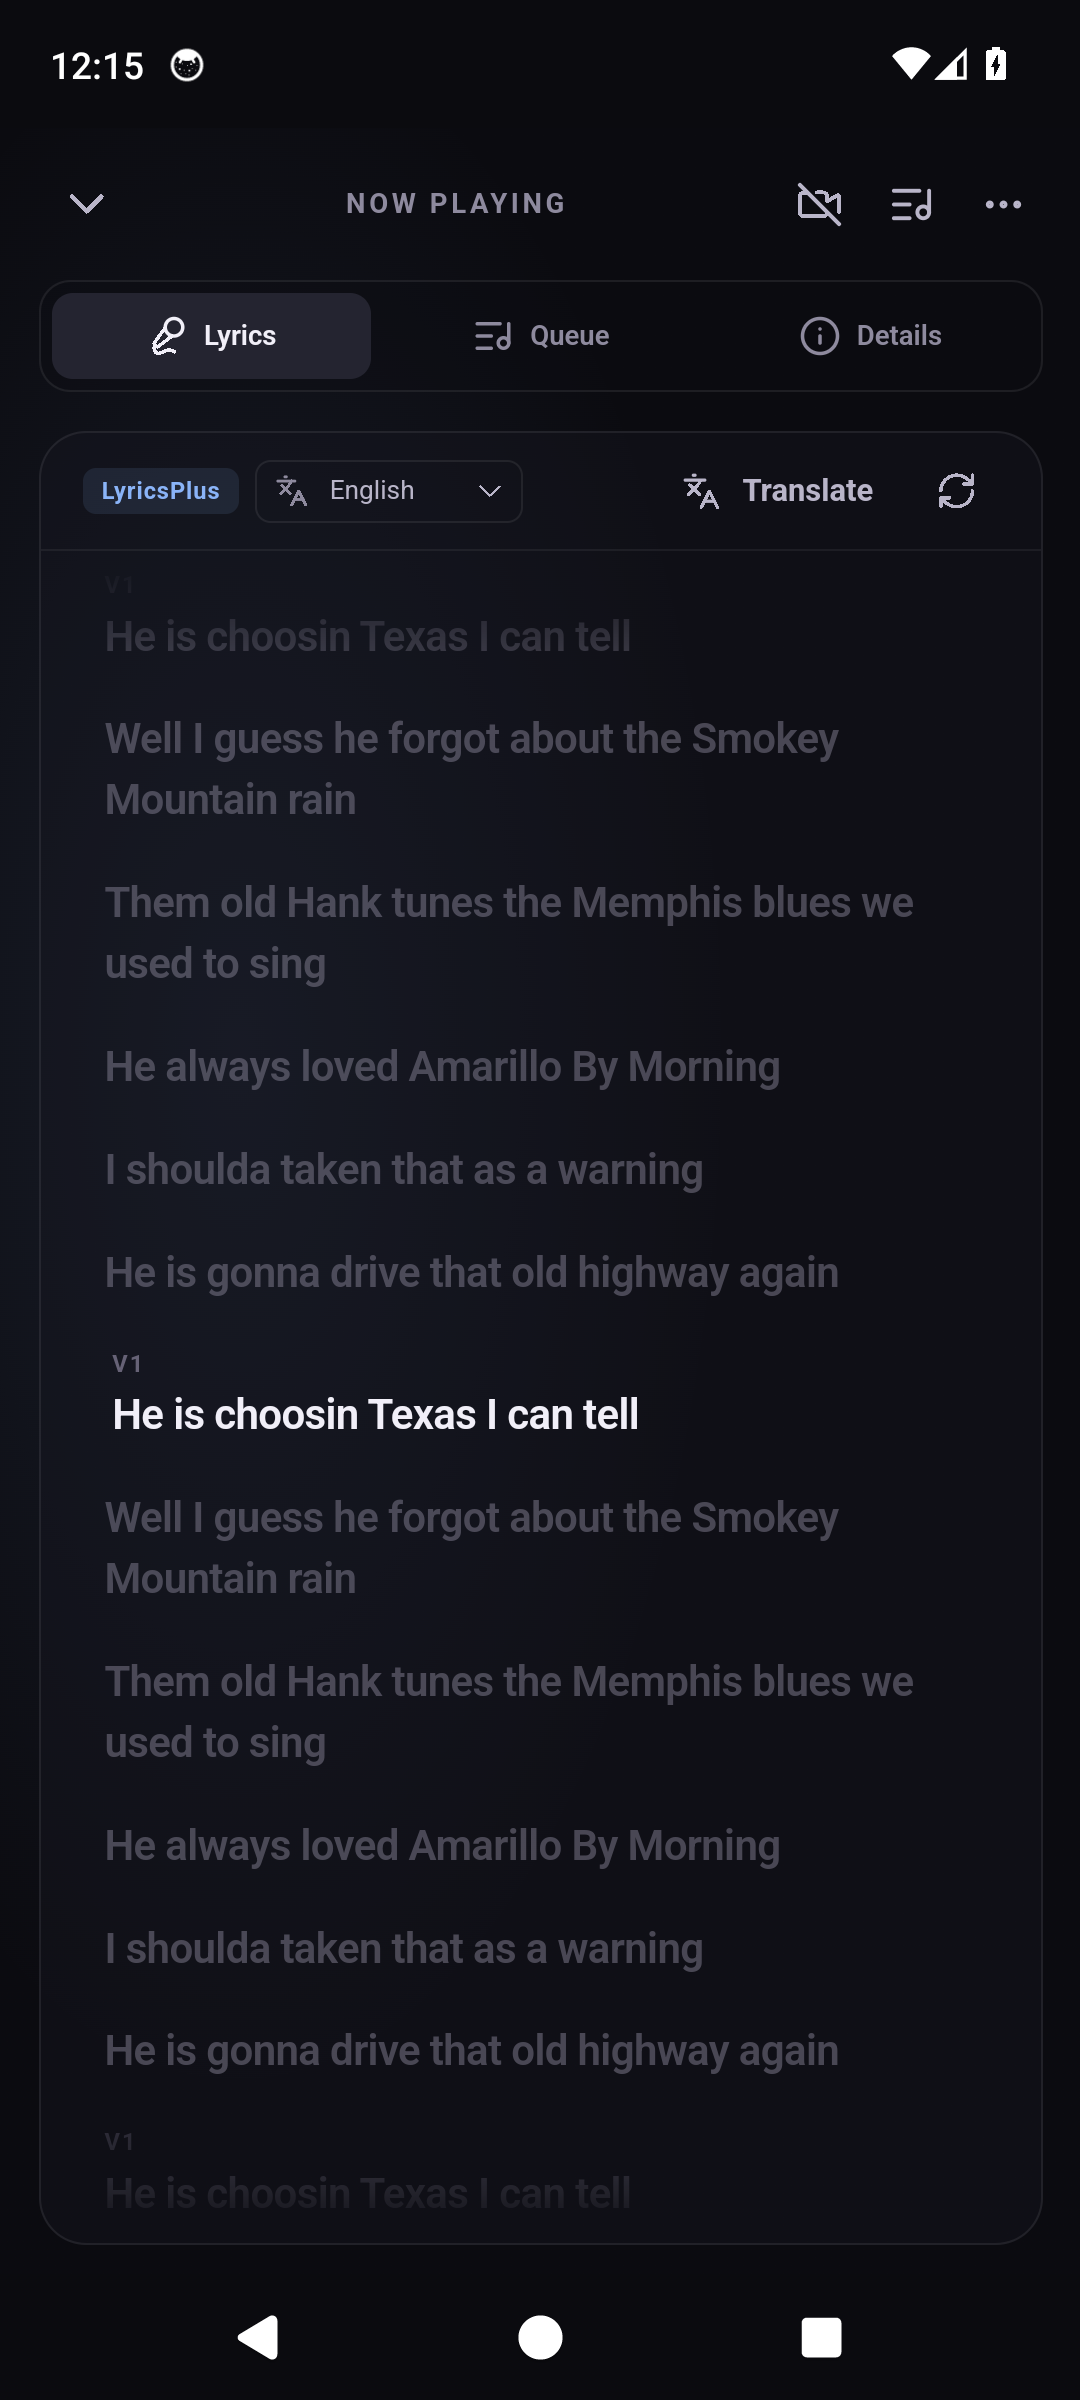 12:15
NOW PLAYING
Lyrics
Queue
Details
LyricsPlus
English
Translate
V1
He is choosin Texas I can tell
Well I guess he forgot about the Smokey
Mountain rain
Them old Hank tunes the Memphis blues we
used to sing
He always loved Amarillo By Morning
I shoulda taken that as a warning
He is gonna drive that old highway again
V1
He is choosin Texas I can tell
Well I guess he forgot about the Smokey
Mountain rain
Them old Hank tunes the Memphis blues we
used to sing
He always loved Amarillo By Morning
I shoulda taken that as a warning
He is gonna drive that old highway again
V1
He is choosin Texas I can tell